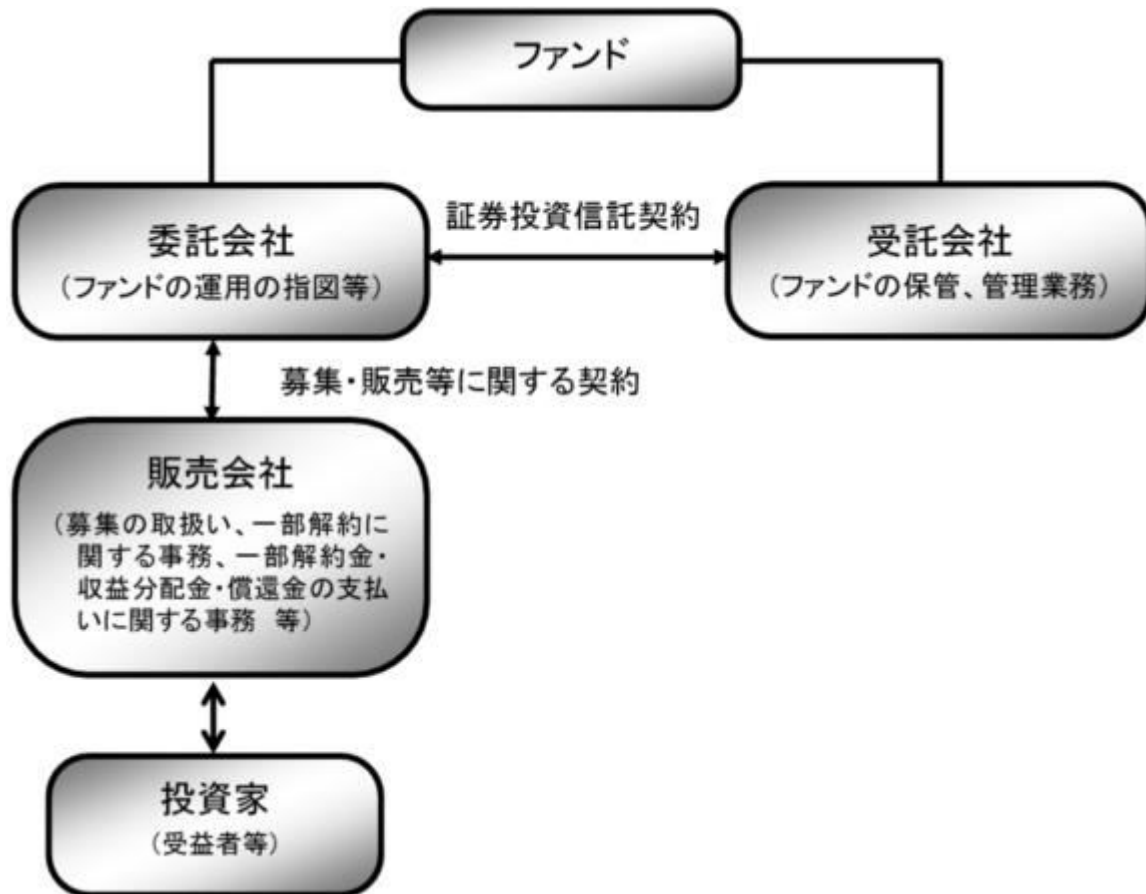 ファンド
委託会社
（ファンドの運用の指図等）
証券投資信託契約
受託会社
（ファンドの保管、管理業務）
募集・販売等に関する契約
販売会社
（募集の取扱い、一部解約に
関する事務、一部解約金・
収益分配金・償還金の支払
いに関する事務　等）
投資家
（受益者等）